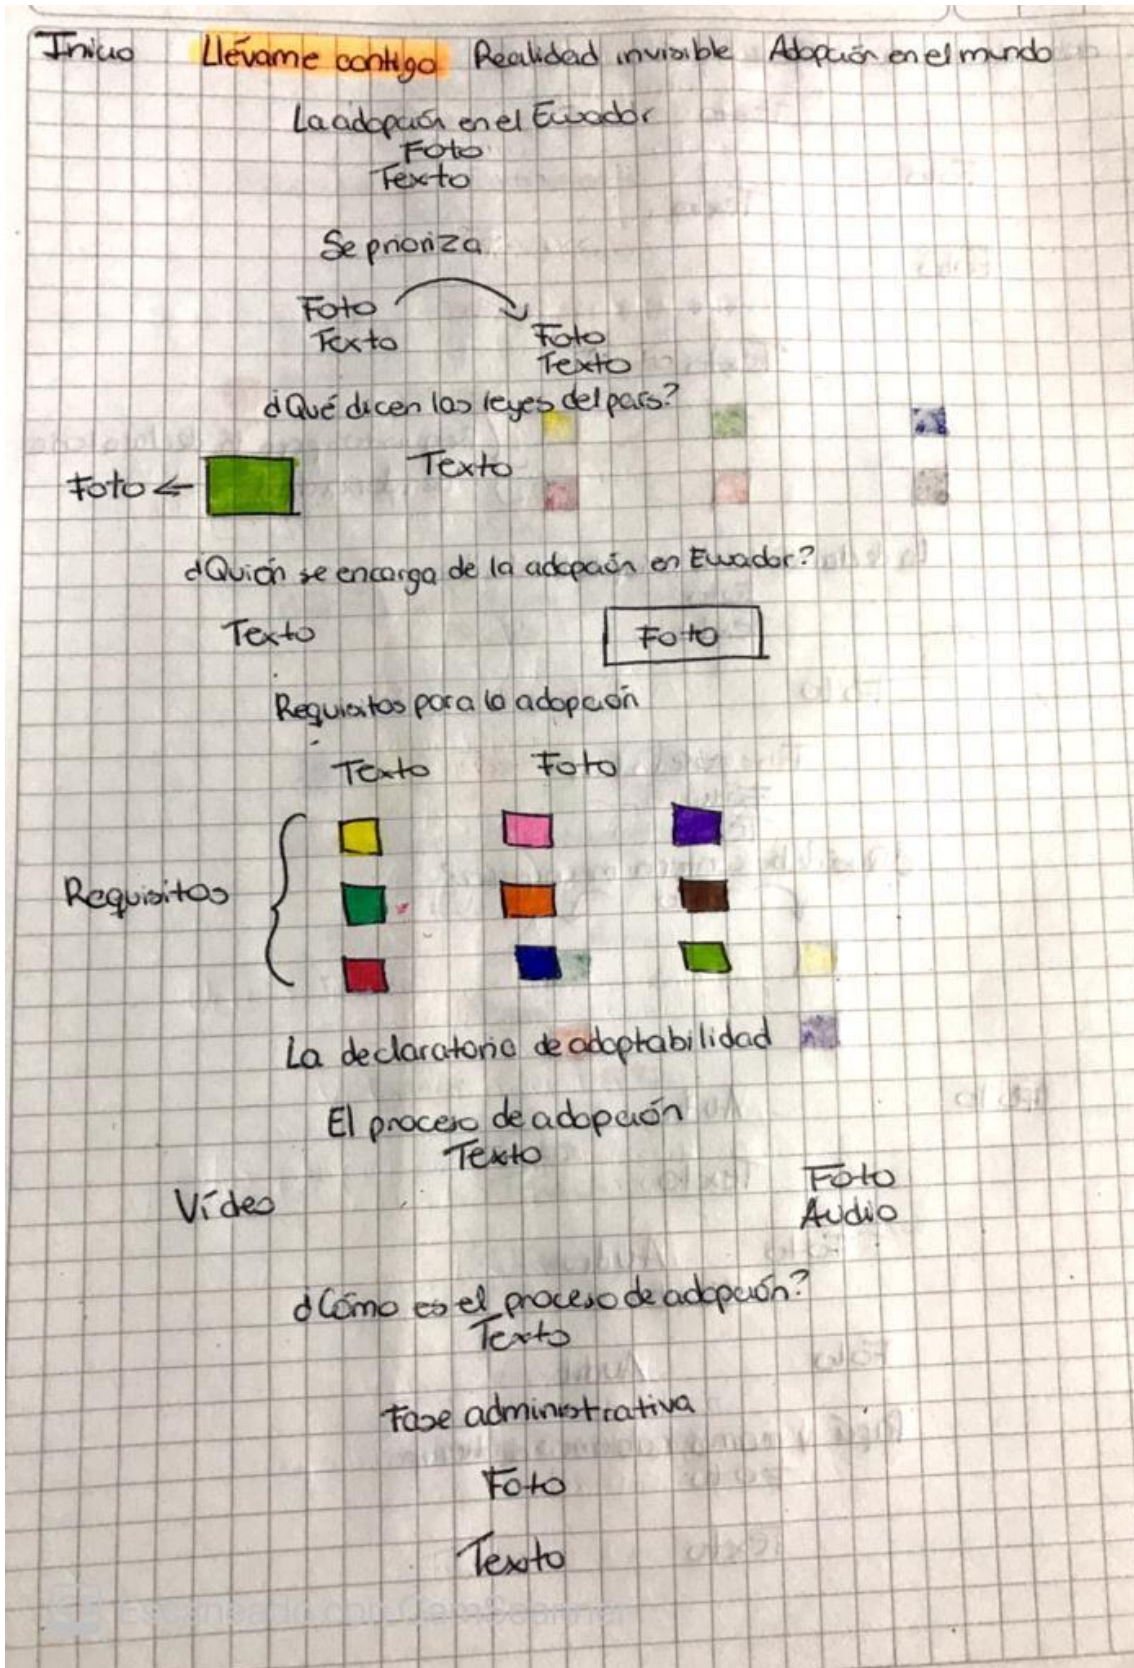 Inicio Llévame contigo Realidad invisible Adopción en el mundo
La adopción en el Ecuador
Foto
Texto
Se prioriza
Foto
Texto
Foto
Texto
¿Qué dicen las leyes del país?
Foto ← Texto
¿Quién se encarga de la adopción en Ecuador?
Texto Foto
Requisitos para la adopción
Texto Foto
Requisitos
La declaratoria de adoptabilidad
El proceso de adopción
Texto
Vídeo
Foto
Audio
¿Cómo es el proceso de adopción?
Texto
Fase administrativa
Foto
Texto
Escaneado con CamScanner